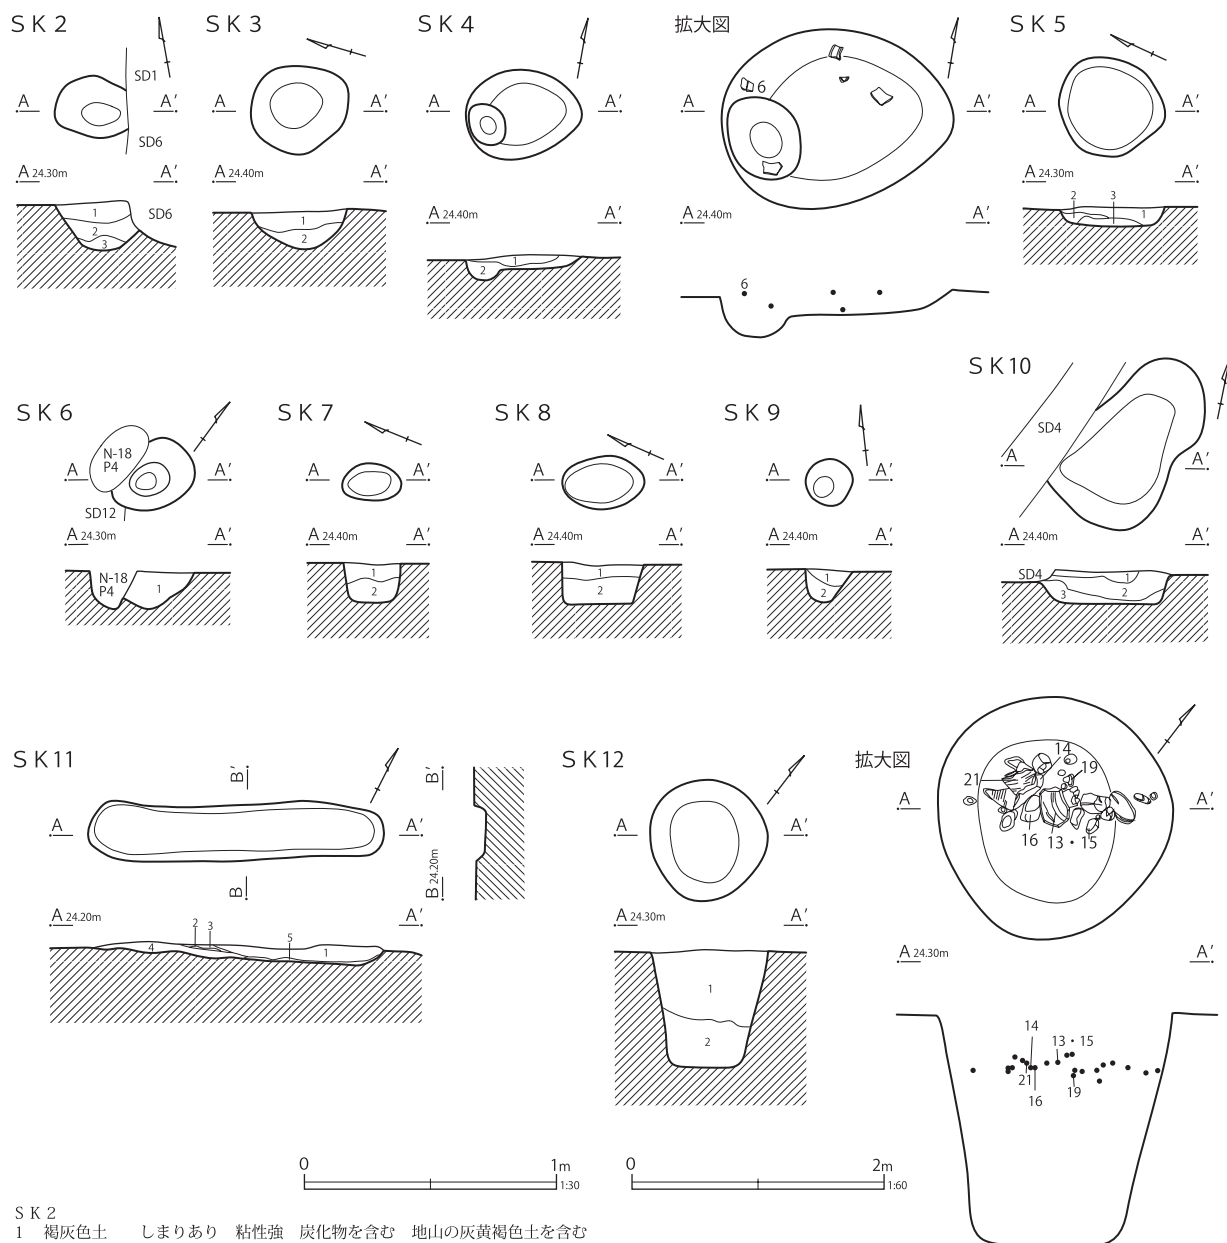 SK2
SD1
A A′
SD6
A 24.30m A′
SD6
1
2
3
SK3
A A′
A 24.40m A′
1
2
SK4
A A′
A 24.40m A′
1
2
拡大図
6
A A′
A 24.40m A′
6
SK5
A A′
A 24.30m A′
2 3 1
SK6
N-18
P4
A A′
SD12
A 24.30m A′
N-18
P4
1
SK7
A A′
A 24.40m A′
1
2
SK8
A A′
A 24.40m A′
1
2
SK9
A A′
A 24.40m A′
1
2
SK10
SD4
A A′
A 24.40m A′
SD4
1
2
3
SK11
B′
A A′
B
B′
B 24.20m
A 24.20m A′
2 3 5
4 1
SK12
A A′
A 24.30m A′
1
2
拡大図
14
21 19
A A′
16 13・15
A 24.30m A′
14 13・15
21 19
16
0 1m
1:30
0 2m
1:60
SK2
1 褐灰色土 しまりあり 粘性強 炭化物を含む 地山の灰黄褐色土を含む